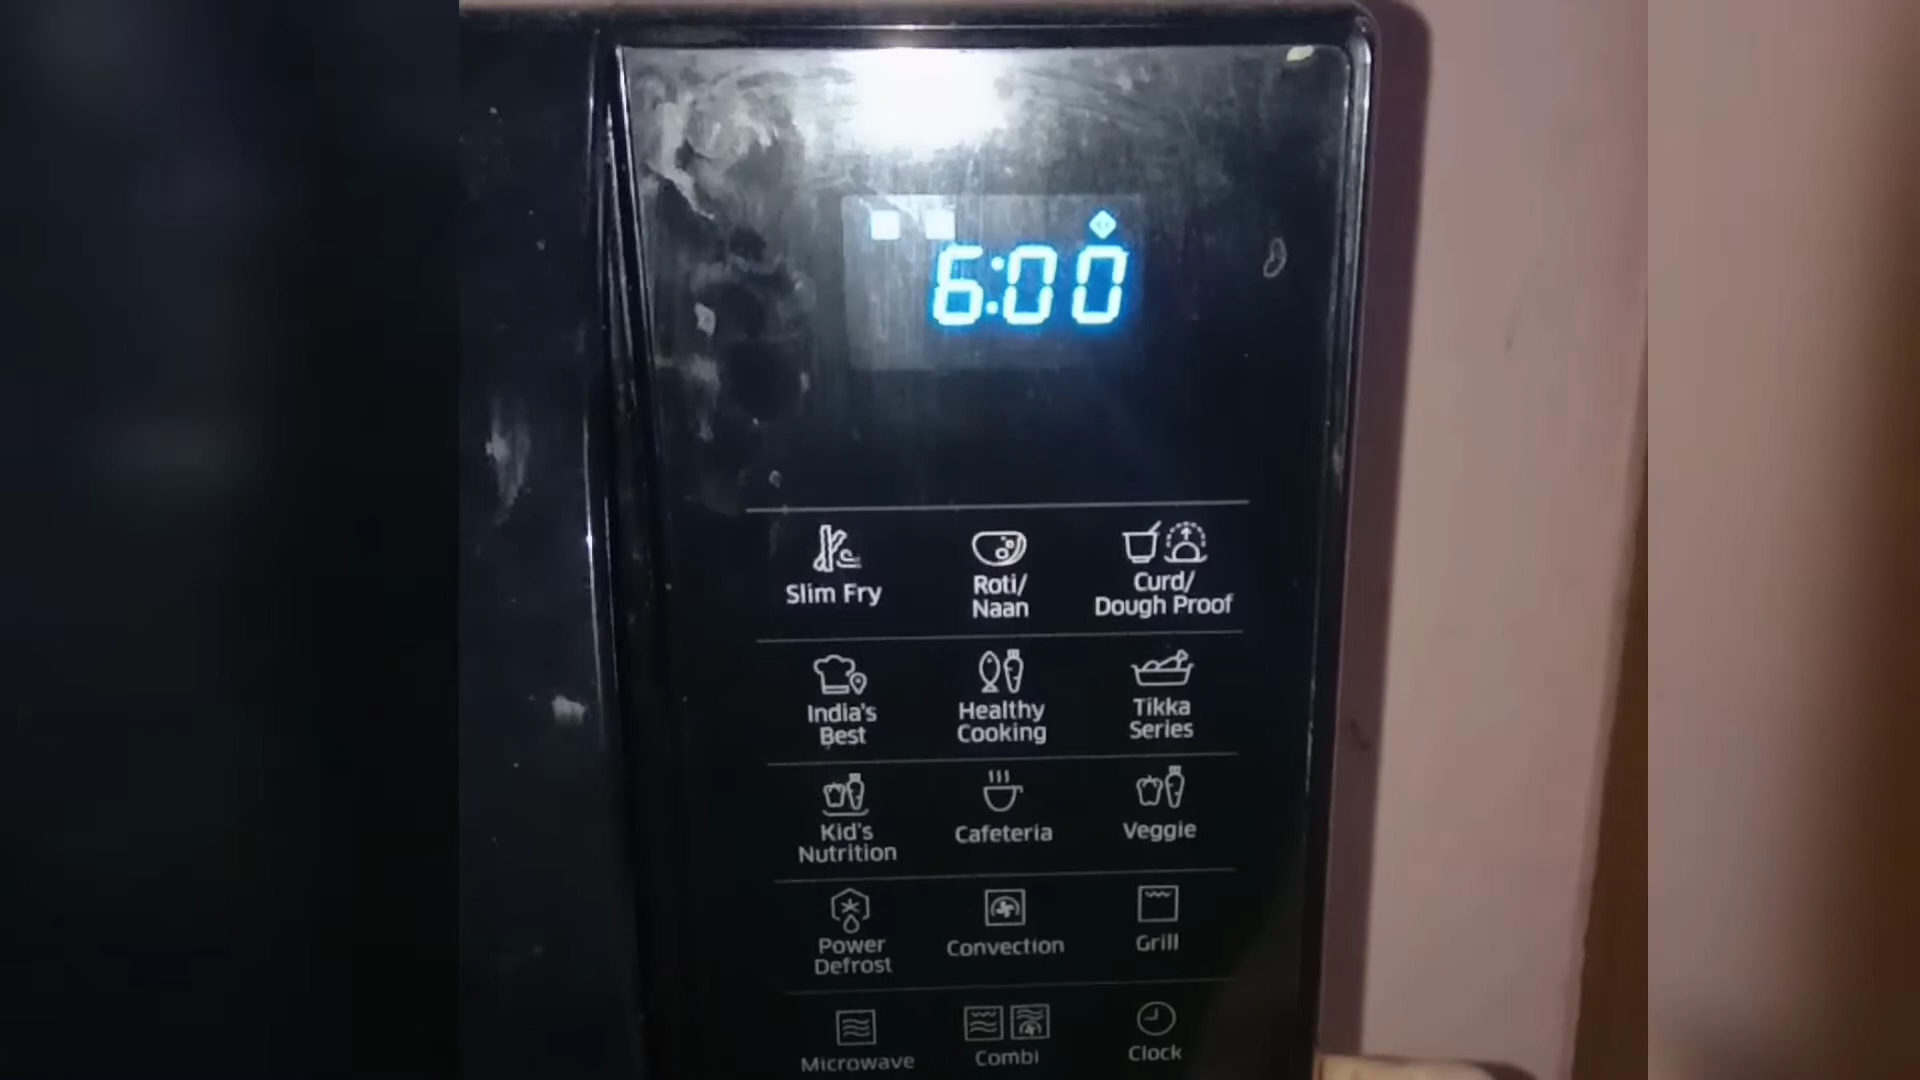 6:00
Slim Fry
Roti/
Naan
Curd/
Dough Proof
India's
Best
Healthy
Cooking
Tikka
Series
Kid's
Nutrition
Cafeteria
Veggie
Power
Defrost
Convection
Grill
Microwave
Combi
Clock